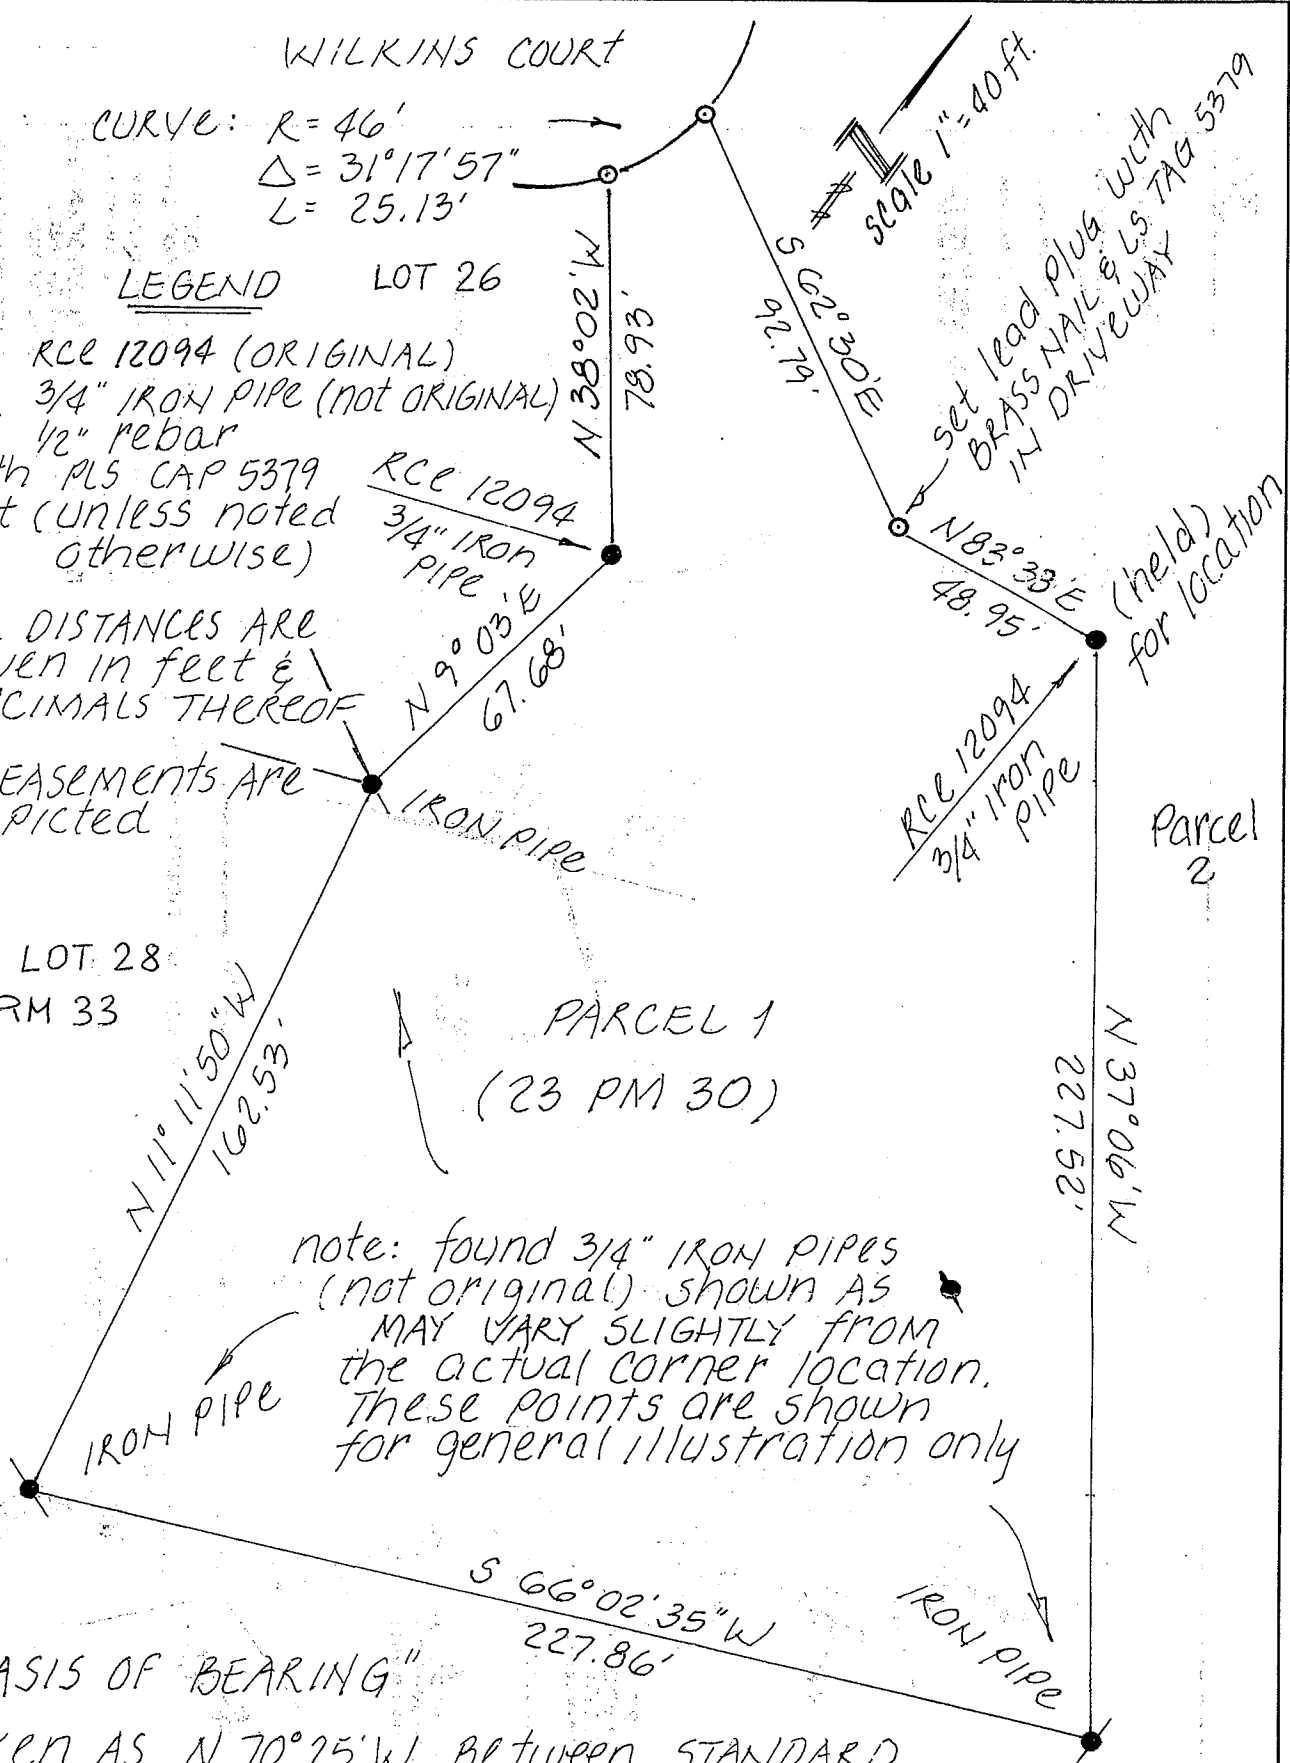 WILKINS COURT
CURVE: R = 46'
Δ = 31°17'57"
L = 25.13'
1
scale 1"=40 ft.
LEGEND
LOT 26
RCE 12094 (ORIGINAL)
3/4" IRON PIPE (not ORIGINAL)
1/2" rebar
th PLS CAP 5379
t (unless noted
otherwise)
DISTANCES ARE
ven in feet &
CIMALS THEREOF
EASEMENTS ARE
PICTED
N 38°02'W
78.93'
S 62°30'E
92.79'
set lead plug with
BRASS NAIL & LS TAG 5379
IN DRIVEWAY
RCE 12094
3/4" IRON
PIPE
N 83°33'E
48.95'
(held)
for location
N 9°03'E
67.68'
RCE 12094
3/4" Iron
PIPE
IRON PIPE
Parcel
2
LOT 28
RM 33
N 11°11'50"W
162.53'
PARCEL 1
(23 PM 30)
N 37°06'W
227.52'
note: found 3/4" IRON PIPES
(not original) shown AS
MAY VARY SLIGHTLY from
the actual corner location.
These points are shown
for general illustration only
IRON PIPE
S 66°02'35"W
227.86'
IRON PIPE
ASIS OF BEARING"
ken AS N 70°25'W Between STANDARD